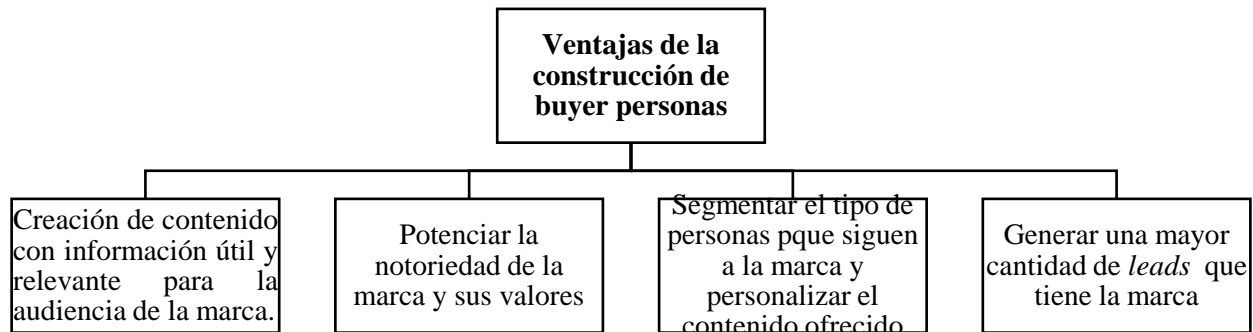 Ventajas de la
construcción de
buyer personas
Creación de contenido
con información útil y
relevante para la
audiencia de la marca.
Potenciar la
notoriedad de la
marca y sus valores
Segmentar el tipo de
personas pque siguen
a la marca y
personalizar el
contenido ofrecido
Generar una mayor
cantidad de leads que
tiene la marca